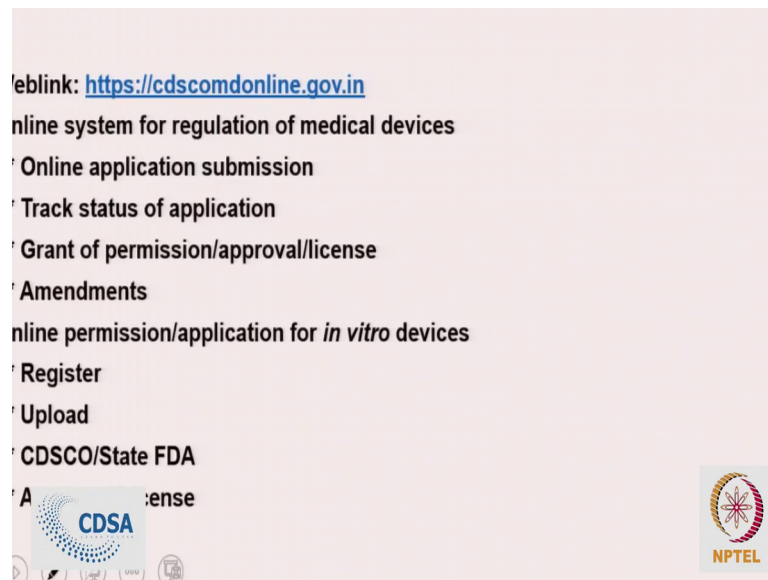 eblink: https://cdscomdonline.gov.in
nline system for regulation of medical devices
* Online application submission
* Track status of application
* Grant of permission/approval/license
* Amendments
nline permission/application for in vitro devices
* Register
* Upload
* CDSCO/State FDA
* A cense
CDSA
NPTEL